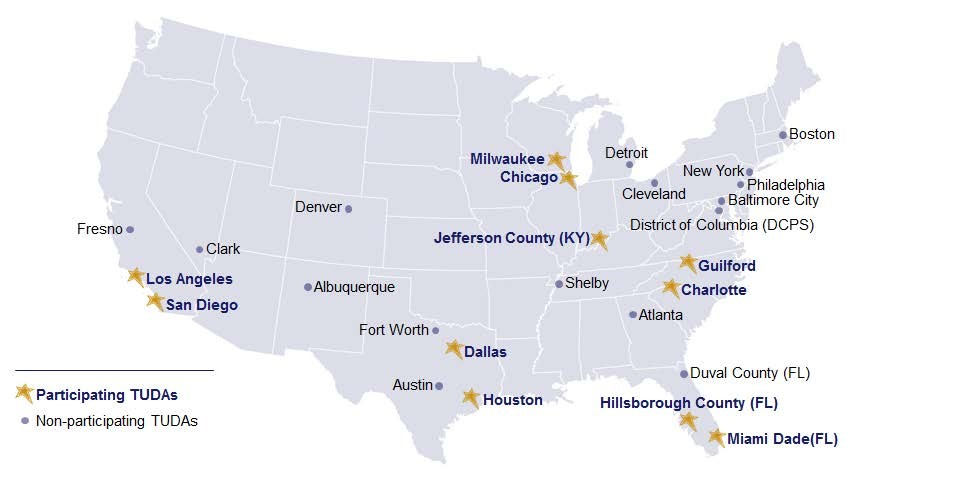 Boston
Detroit
Milwaukee
New York
Chicago
Philadelphia
Cleveland
Baltimore City
Denver
District of Columbia (DCPS)
Fresno
Jefferson County (KY)
Clark
Guilford
Los Angeles
Shelby
Albuquerque
Charlotte
San Diego
Atlanta
Fort Worth
Dallas
Duval County (FL)
Austin
Participating TUDAs
Houston
Hillsborough County (FL)
Non-participating TUDAs
Miami Dade(FL)